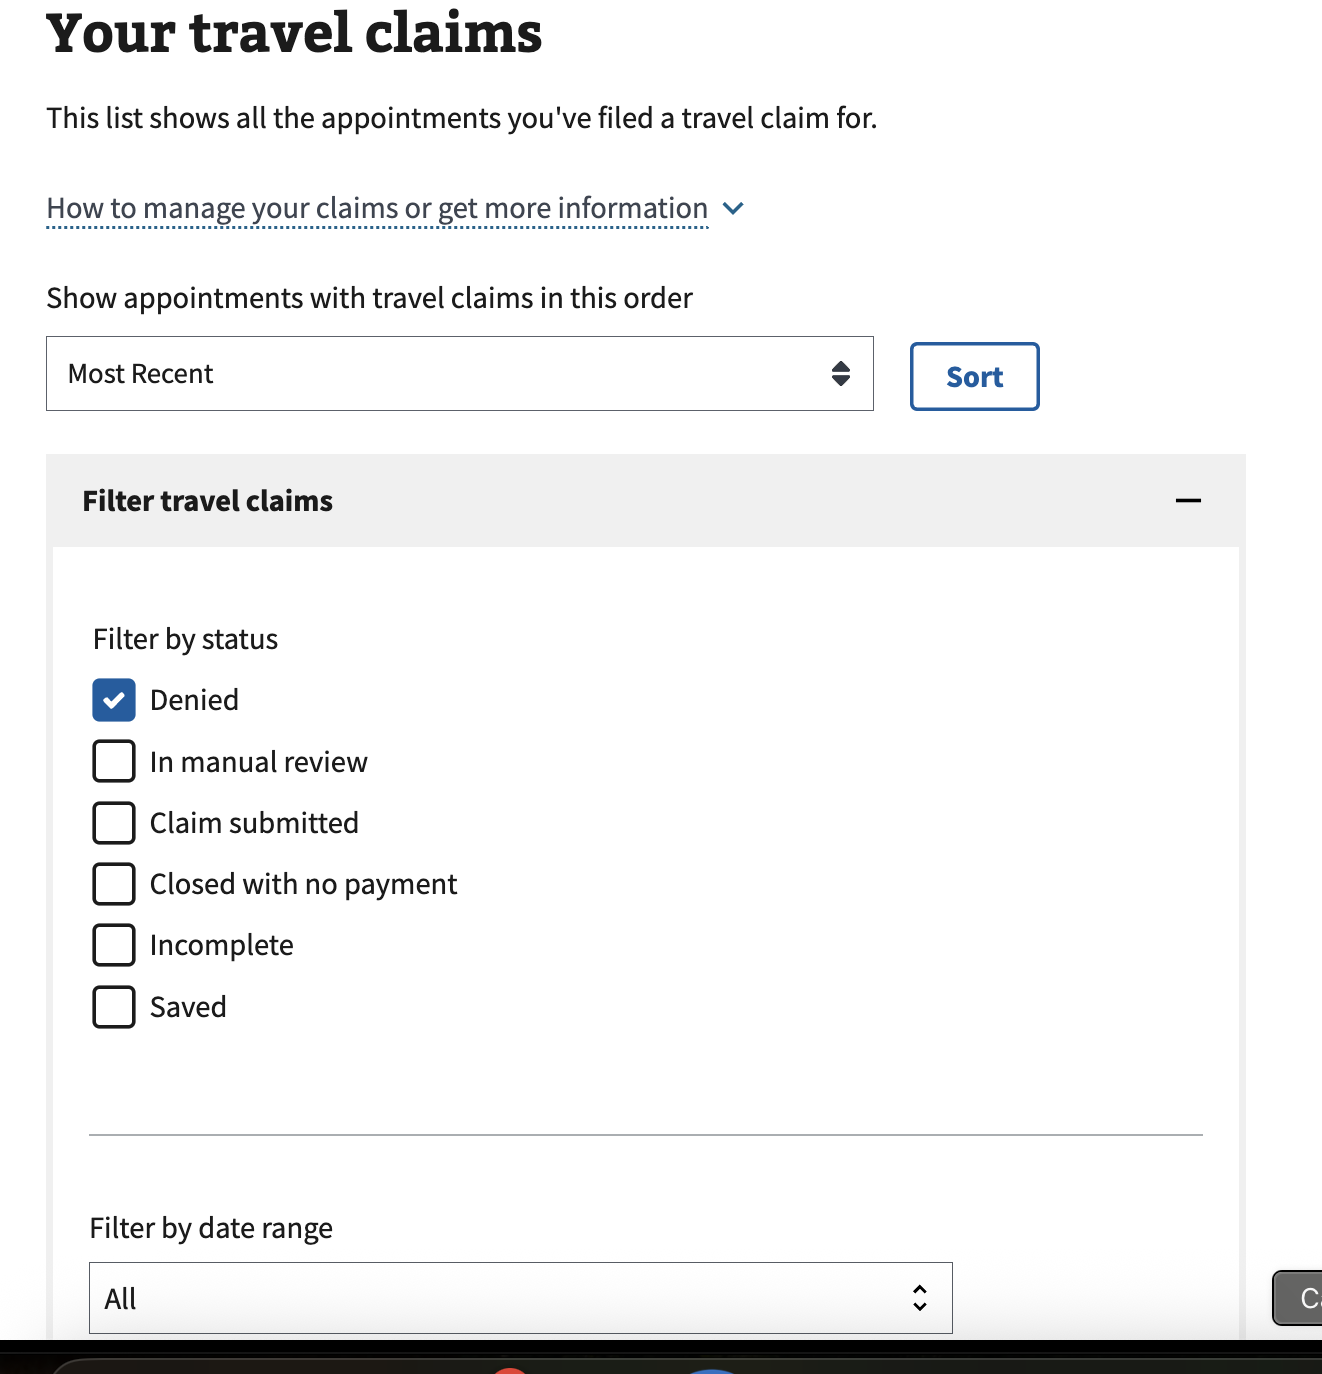 Your travel claims
This list shows all the appointments you've filed a travel claim for.
How to manage your claims or get more information
Show appointments with travel claims in this order
Most Recent
Sort
Filter travel claims
Filter by status
Denied
In manual review
Claim submitted
Closed with no payment
Incomplete
Saved
Filter by date range
All